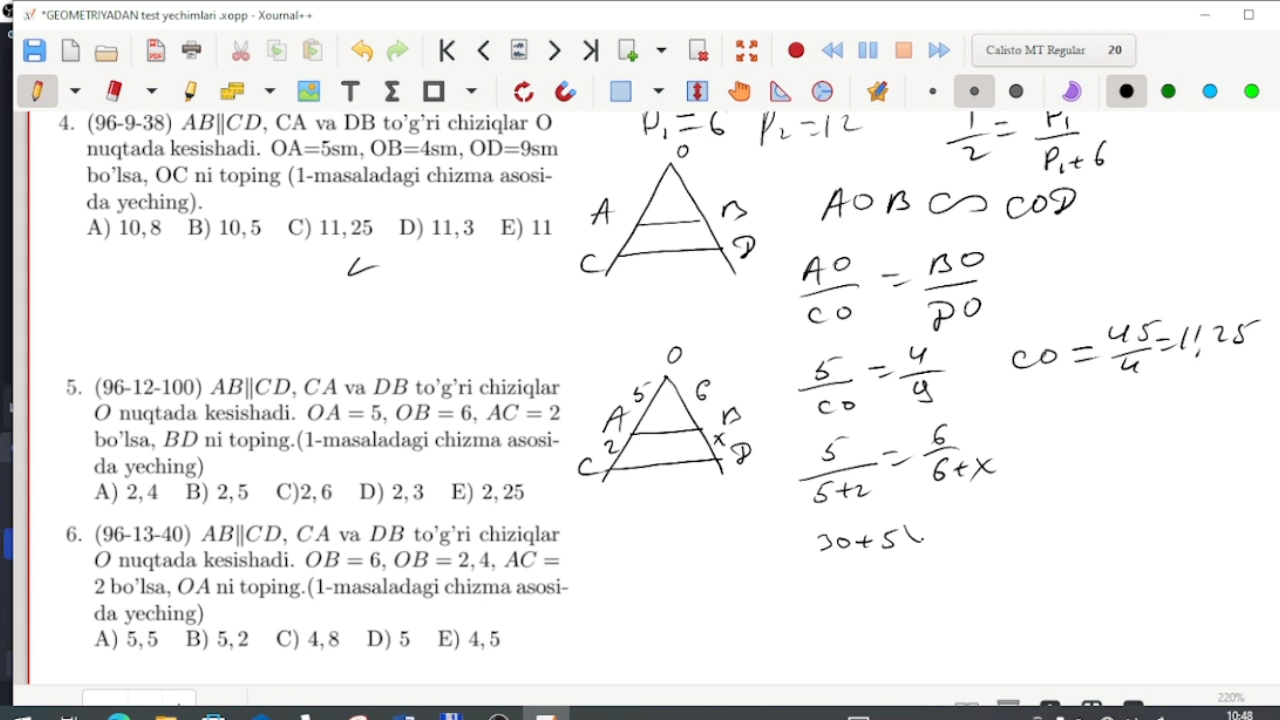 *GEOMETRIYADAN test yechimlari .xopp - Xournal++
Calisto MT Regular 20
4. (96-9-38) AB∥CD, CA va DB to'g'ri chiziqlar O
nuqtada kesishadi. OA=5sm, OB=4sm, OD=9sm
bo'lsa, OC ni toping (1-masaladagi chizma asosi-
da yeching).
A) 10,8 B) 10,5 C) 11,25 D) 11,3 E) 11
P₁=6 P₂=12
1/2 = P₁/(P₁+6)
O
A B
C D
AOB ∽ COD
AO/CO = BO/DO
5/CO = 4/9
CO = 45/4 = 11,25
5. (96-12-100) AB∥CD, CA va DB to'g'ri chiziqlar
O nuqtada kesishadi. OA = 5, OB = 6, AC = 2
bo'lsa, BD ni toping.(1-masaladagi chizma asosi-
da yeching)
A) 2,4 B) 2,5 C)2,6 D) 2,3 E) 2,25
O
5 6
A B
2 x
C D
5/(5+2) = 6/(6+x)
30+5
6. (96-13-40) AB∥CD, CA va DB to'g'ri chiziqlar
O nuqtada kesishadi. OB = 6, OB = 2,4, AC =
2 bo'lsa, OA ni toping.(1-masaladagi chizma asosi-
da yeching)
A) 5,5 B) 5,2 C) 4,8 D) 5 E) 4,5
220%
10:48